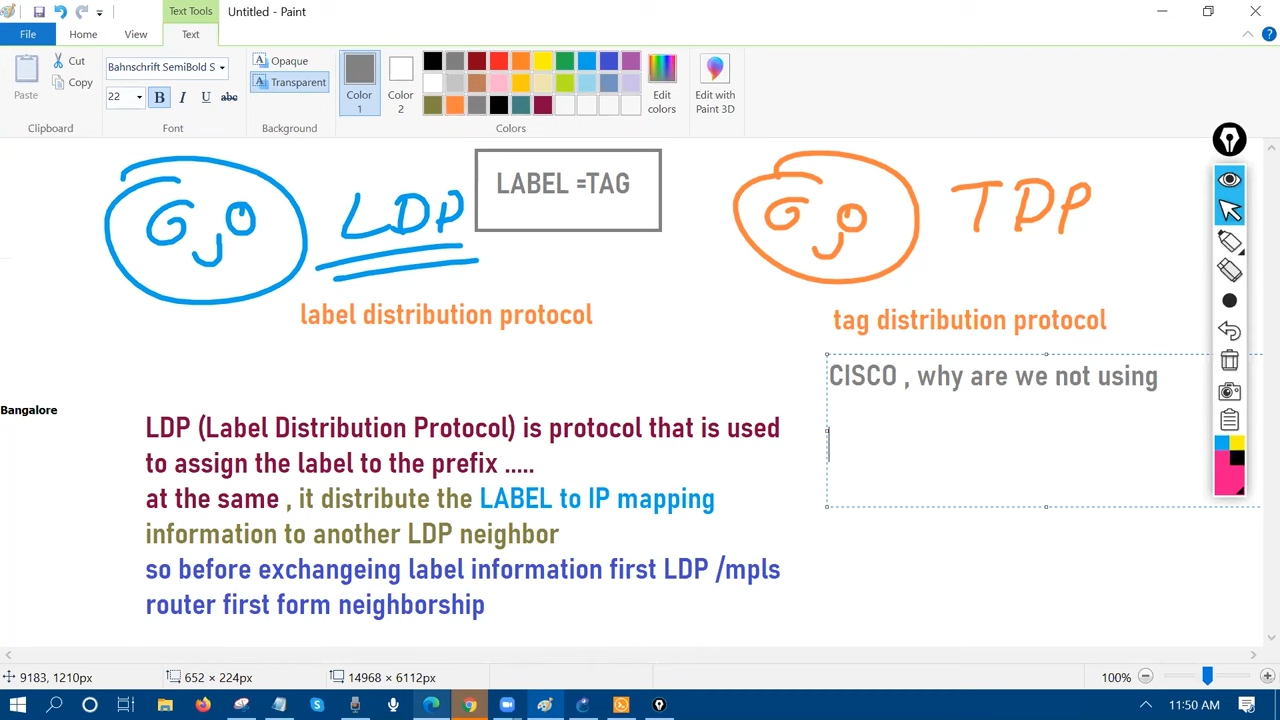 Untitled - Paint
Text Tools
File
Home
View
Text
Paste
Cut
Copy
Clipboard
Bahnschrift SemiBold S
22
B
I
U
abc
Font
Opaque
Transparent
Background
Color
1
Color
2
Edit
colors
Edit with
Paint 3D
Colors
LDP
LABEL =TAG
TDP
label distribution protocol
tag distribution protocol
CISCO , why are we not using
Bangalore
LDP (Label Distribution Protocol) is protocol that is used
to assign the label to the prefix .....
at the same , it distribute the LABEL to IP mapping
information to another LDP neighbor
so before exchangeing label information first LDP /mpls
router first form neighborship
9183, 1210px
652 × 224px
14968 × 6112px
100%
11:50 AM